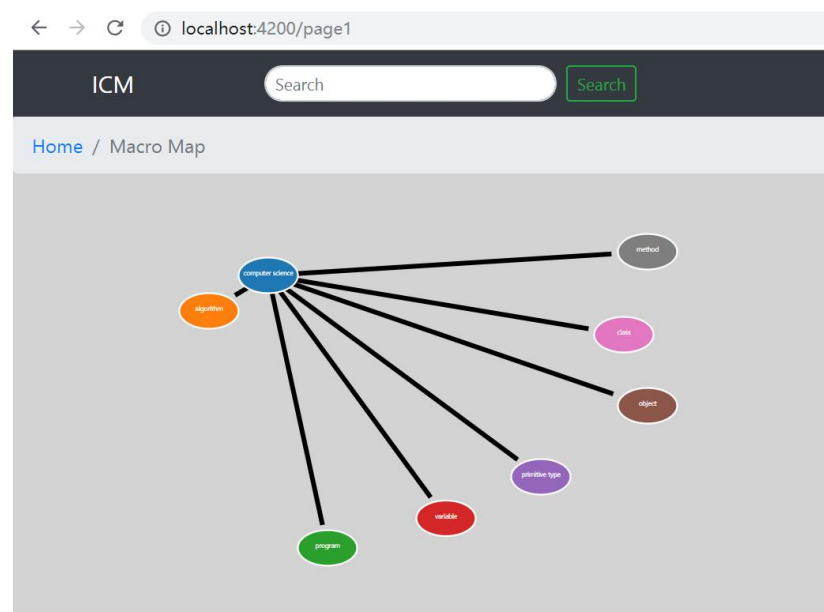 localhost:4200/page1
ICM
Search
Search
Home / Macro Map
method
computer science
algorithm
class
object
primitive type
variable
program